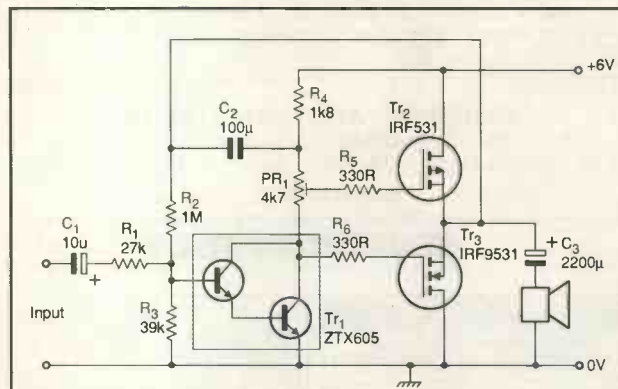 +6V
R4
1k8
Tr2
IRF531
C2
100µ
PR1
4k7
R5
330R
R2
1M
R6
330R
Tr3
IRF9531
C1
10u
R1
27k
+
+
C3
2200µ
Input
R3
39k
Tr1
ZTX605
0V